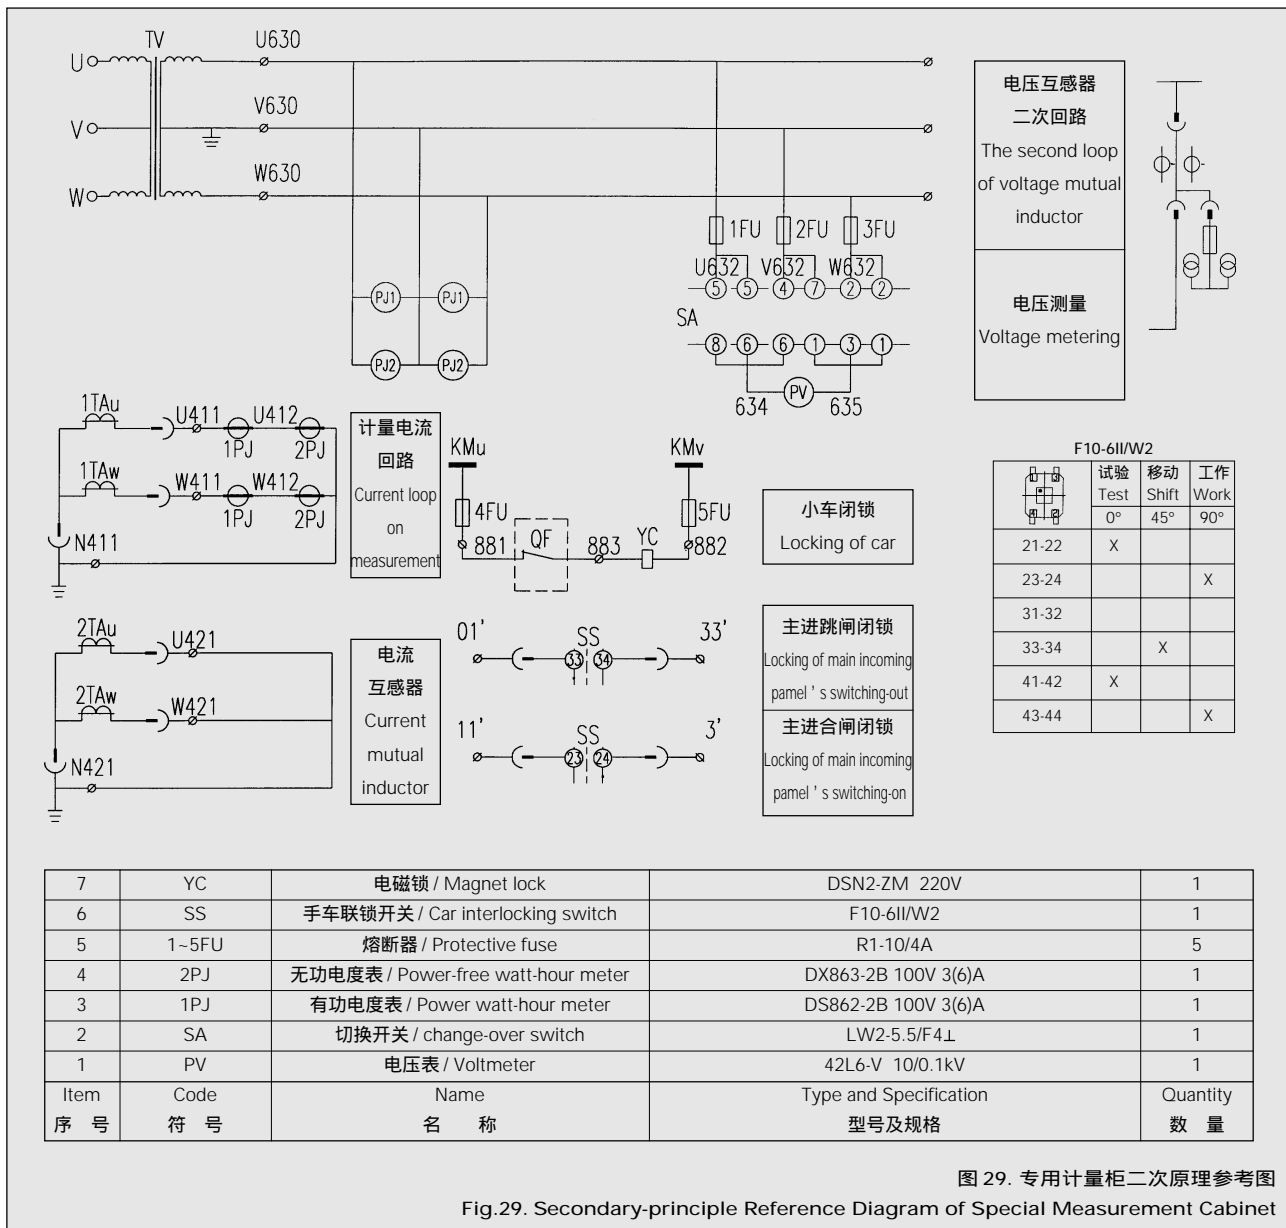 TV
U630
U
V630
V
W630
W
1FU
2FU
3FU
U632
V632
W632
5 5 4 7 2 2
SA
8 6 6 1 3 1
PV
634
635
PJ1
PJ1
PJ2
PJ2
电压互感器
二次回路
The second loop
of voltage mutual
inductor
电压测量
Voltage metering
1TAu
U411
U412
1PJ
2PJ
1TAw
W411
W412
1PJ
2PJ
N411
计量电流
回路
Current loop
on
measurement
KMu
KMv
4FU
5FU
881
QF
883
YC
882
小车闭锁
Locking of car
2TAu
U421
2TAw
W421
N421
电流
互感器
Current
mutual
inductor
01'
SS
33'
33 34
11'
SS
3'
23 24
主进跳闸闭锁
Locking of main incoming
pamel ' s switching-out
主进合闸闭锁
Locking of main incoming
pamel ' s switching-on
F10-6II/W2
试验 移动 工作
Test Shift Work
0° 45° 90°
21-22 X
23-24 X
31-32
33-34 X
41-42 X
43-44 X
7 YC 电磁锁 / Magnet lock DSN2-ZM 220V 1
6 SS 手车联锁开关 / Car interlocking switch F10-6II/W2 1
5 1~5FU 熔断器 / Protective fuse R1-10/4A 5
4 2PJ 无功电度表 / Power-free watt-hour meter DX863-2B 100V 3(6)A 1
3 1PJ 有功电度表 / Power watt-hour meter DS862-2B 100V 3(6)A 1
2 SA 切换开关 / change-over switch LW2-5.5/F4⊥ 1
1 PV 电压表 / Voltmeter 42L6-V 10/0.1kV 1
Item Code Name Type and Specification Quantity
序 号 符 号 名 称 型号及规格 数 量
图 29. 专用计量柜二次原理参考图
Fig.29. Secondary-principle Reference Diagram of Special Measurement Cabinet